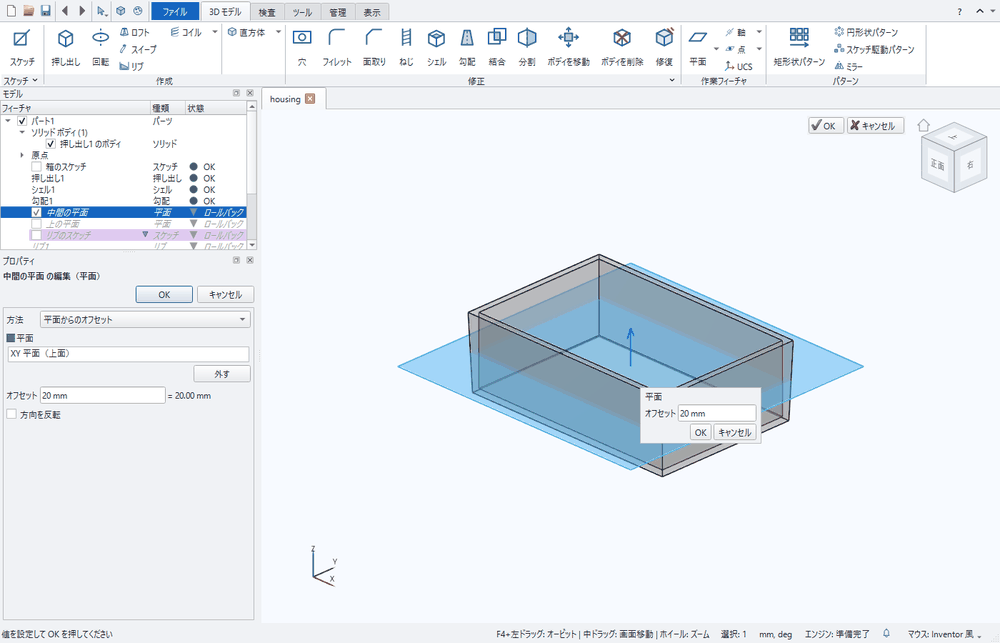 ファイル 3D モデル 検査 ツール 管理 表示 ?
スケッチ 押し出し 回転 ロフト コイル スイープ リブ 直方体 穴 フィレット 面取り ねじ シェル 勾配 結合 分割 ボディを移動 ボディを削除 修復 平面 軸 点 UCS 矩形状パターン 円形状パターン スケッチ駆動パターン ミラー
スケッチ 作成 修正 作業フィーチャ パターン
モデル
フィーチャ 種類 状態
パート1 パーツ
ソリッド ボディ (1)
押し出し1 のボディ ソリッド
原点
箱のスケッチ スケッチ OK
押し出し1 押し出し OK
シェル1 シェル OK
勾配1 勾配 OK
中間の平面 平面 ロールバック
上の平面 平面 ロールバック
リブのスケッチ スケッチ ロールバック
リブ1 リブ ロールバック
プロパティ
中間の平面 の編集 (平面)
OK キャンセル
方法 平面からのオフセット
平面
XY 平面 (上面)
外す
オフセット 20 mm = 20.00 mm
方向を反転
housing
OK キャンセル
上
正面 右
平面
オフセット 20 mm
OK キャンセル
Z
Y
X
値を設定して OK を押してください F4+左ドラッグ: オービット | 中ドラッグ: 画面移動 | ホイール: ズーム 選択: 1 mm, deg エンジン: 準備完了 マウス: Inventor 風